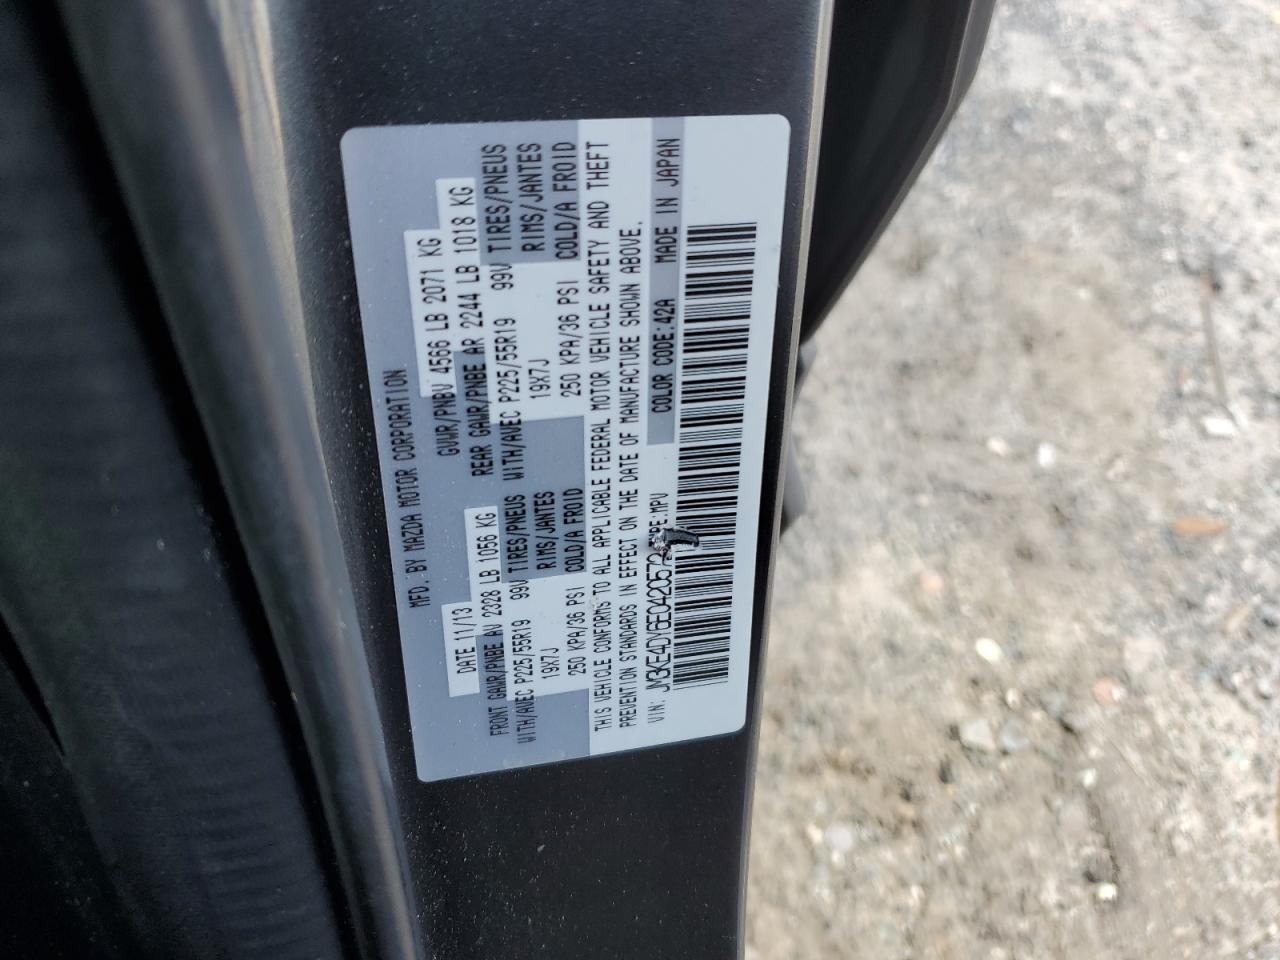 MFD. BY MAZDA MOTOR CORPORATION
DATE 11/13 GVWR/PNBV 4566 LB 2071 KG
FRONT GAWR/PNBE AV 2328 LB 1056 KG REAR GAWR/PNBE AR 2244 LB 1018 KG
WITH/AVEC P225/55R19 99V TIRES/PNEUS WITH/AVEC P225/55R19 99V TIRES/PNEUS
19X7J RIMS/JANTES 19X7J RIMS/JANTES
250 KPA/36 PSI COLD/A FROID 250 KPA/36 PSI COLD/A FROID
THIS VEHICLE CONFORMS TO ALL APPLICABLE FEDERAL MOTOR VEHICLE SAFETY AND THEFT
PREVENTION STANDARDS IN EFFECT ON THE DATE OF MANUFACTURE SHOWN ABOVE.
VIN: :MPV COLOR CODE:42A MADE IN JAPAN